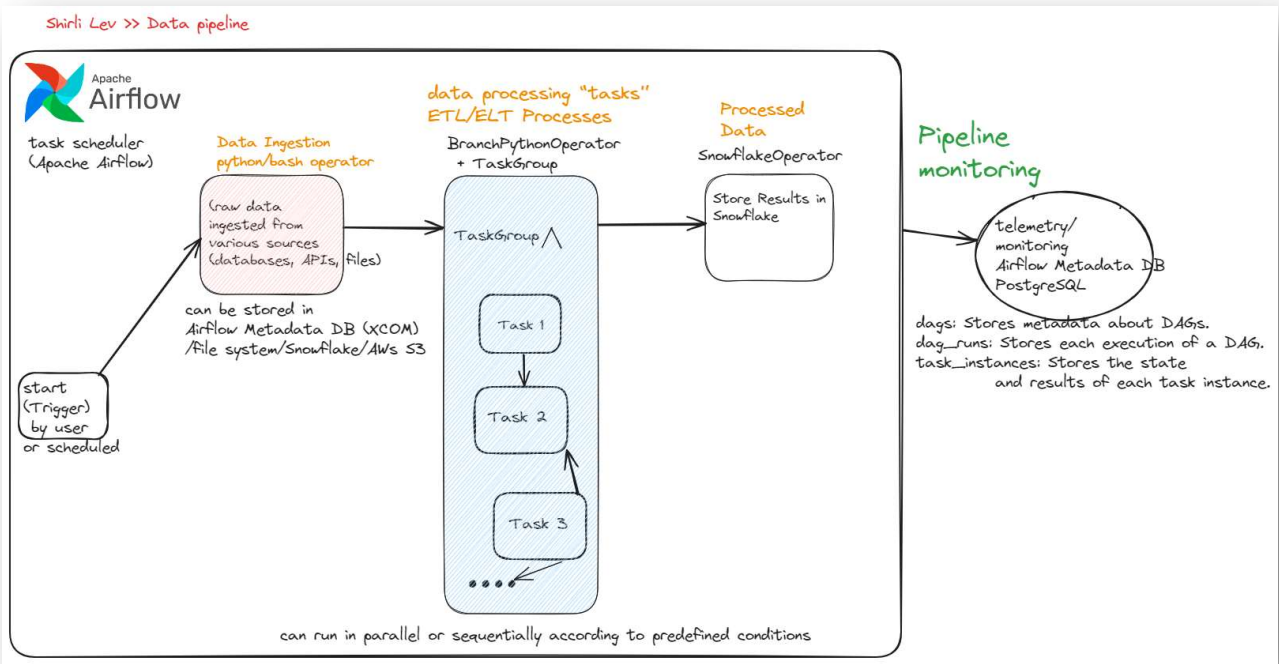 Shirli Lev >> Data pipeline
Apache
Airflow
task scheduler
(Apache Airflow)
Data Ingestion
python/bash operator
(raw data
ingested from
various sources
(databases, APIs, files)
can be stored in
Airflow Metadata DB (XCOM)
/file system/Snowflake/AWs S3
start
(Trigger)
by user
or scheduled
data processing "tasks"
ETL/ELT Processes
BranchPythonOperator
+ TaskGroup
TaskGroup
Task 1
Task 2
Task 3
Processed
Data
SnowflakeOperator
Store Results in
Snowflake
can run in parallel or sequentially according to predefined conditions
Pipeline
monitoring
telemetry/
monitoring
Airflow Metadata DB
PostgreSQL
dags: Stores metadata about DAGs.
dag_runs: Stores each execution of a DAG.
task_instances: Stores the state
and results of each task instance.